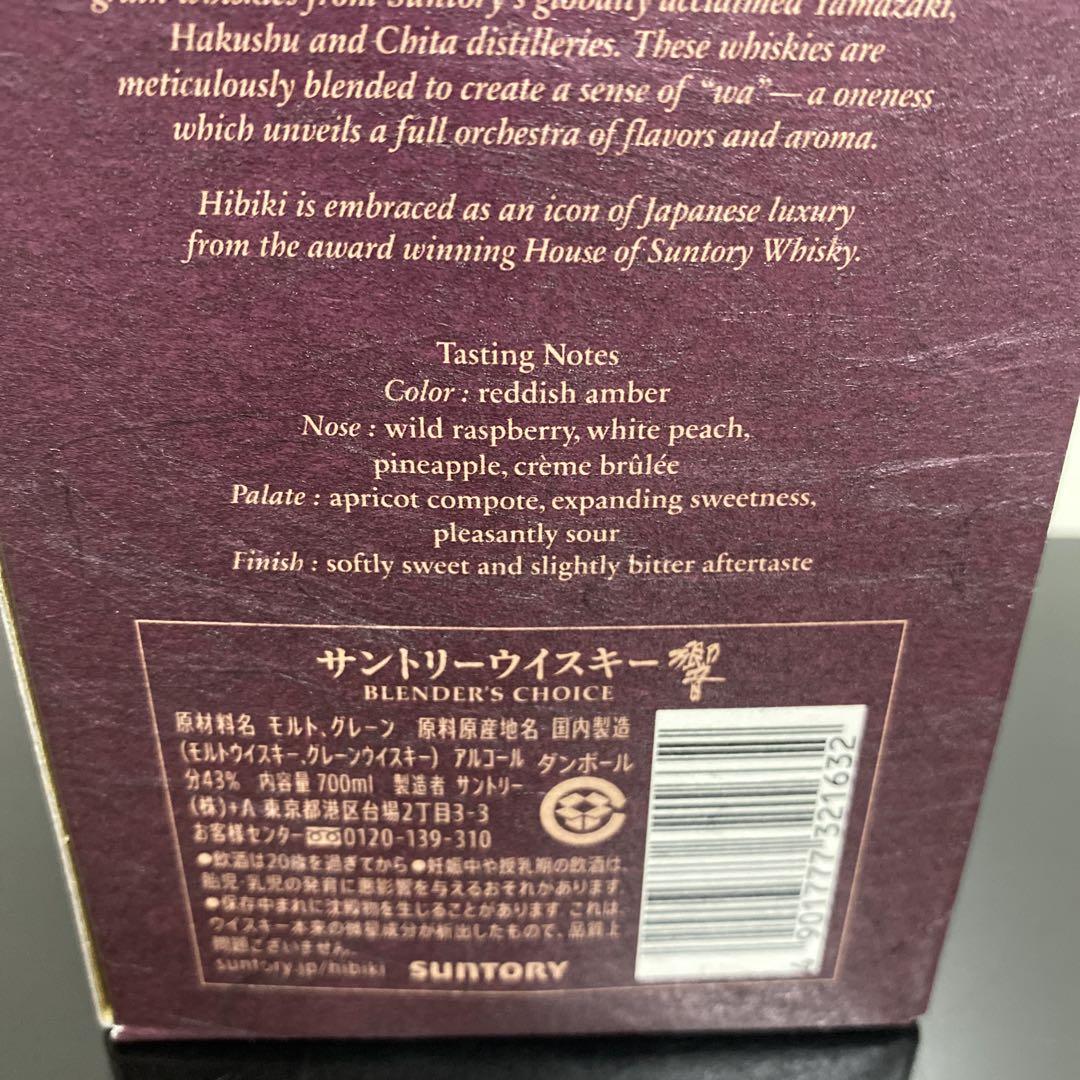 grain whiskies from Suntory's globally acclaimed Yamazaki,
Hakushu and Chita distilleries. These whiskies are
meticulously blended to create a sense of "wa"—a oneness
which unveils a full orchestra of flavors and aroma.
Hibiki is embraced as an icon of Japanese luxury
from the award winning House of Suntory Whisky.
Tasting Notes
Color : reddish amber
Nose : wild raspberry, white peach,
pineapple, crème brûlée
Palate : apricot compote, expanding sweetness,
pleasantly sour
Finish : softly sweet and slightly bitter aftertaste
サントリーウイスキー 響
BLENDER'S CHOICE
原材料名 モルト、グレーン 原料原産地名 国内製造
(モルトウイスキー、グレーンウイスキー) アルコール
分43% 内容量 700ml 製造者 サントリー
(株)+A 東京都港区台場2丁目3-3
お客様センター 0120-139-310
ダンボール
●飲酒は20歳を過ぎてから ●妊娠中や授乳期の飲酒は、
胎児・乳児の発育に悪影響を与えるおそれがあります
●保存中まれに沈殿物を生じることがあります これは、
ウイスキー本来の微量成分が析出したもので、品質上
問題ございません。
suntory.jp/hibiki SUNTORY
4 901777 321632